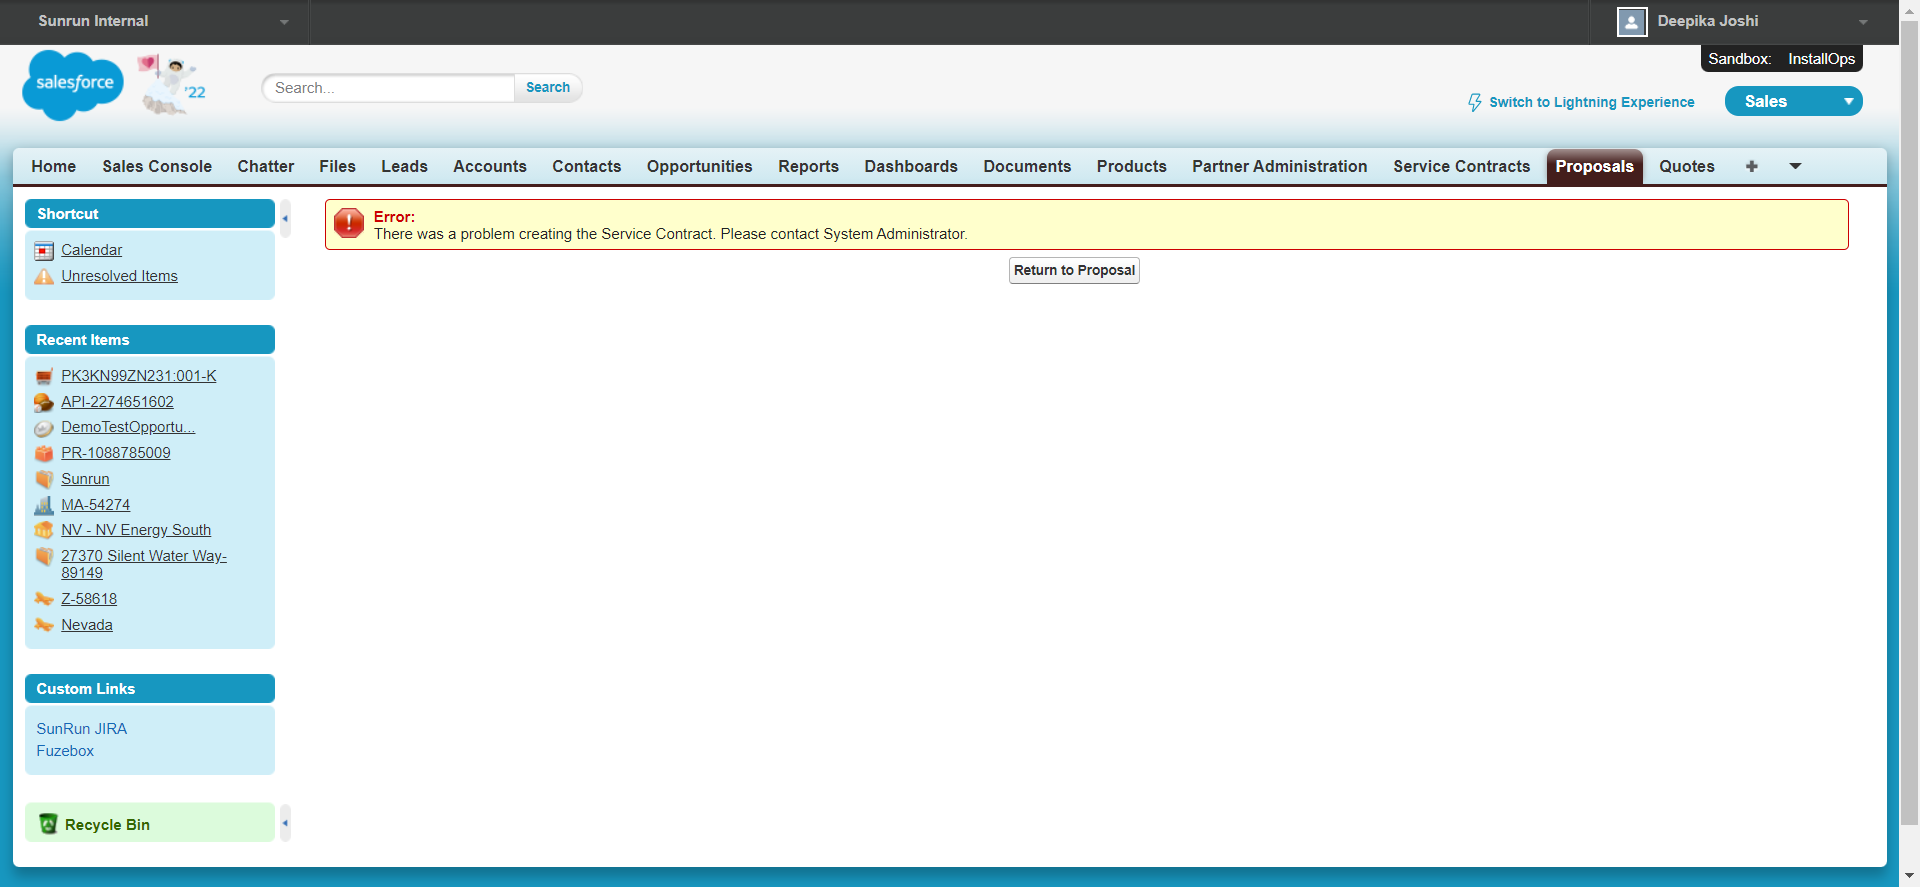 Sunrun Internal
Deepika Joshi
Sandbox: InstallOps
salesforce
'22
Search...
Search
Switch to Lightning Experience
Sales
Home Sales Console Chatter Files Leads Accounts Contacts Opportunities Reports Dashboards Documents Products Partner Administration Service Contracts Proposals Quotes
Shortcut
Calendar
Unresolved Items
Recent Items
PK3KN99ZN231:001-K
API-2274651602
DemoTestOpportu...
PR-1088785009
Sunrun
MA-54274
NV - NV Energy South
27370 Silent Water Way-
89149
Z-58618
Nevada
Custom Links
SunRun JIRA
Fuzebox
Recycle Bin
Error:
There was a problem creating the Service Contract. Please contact System Administrator.
Return to Proposal